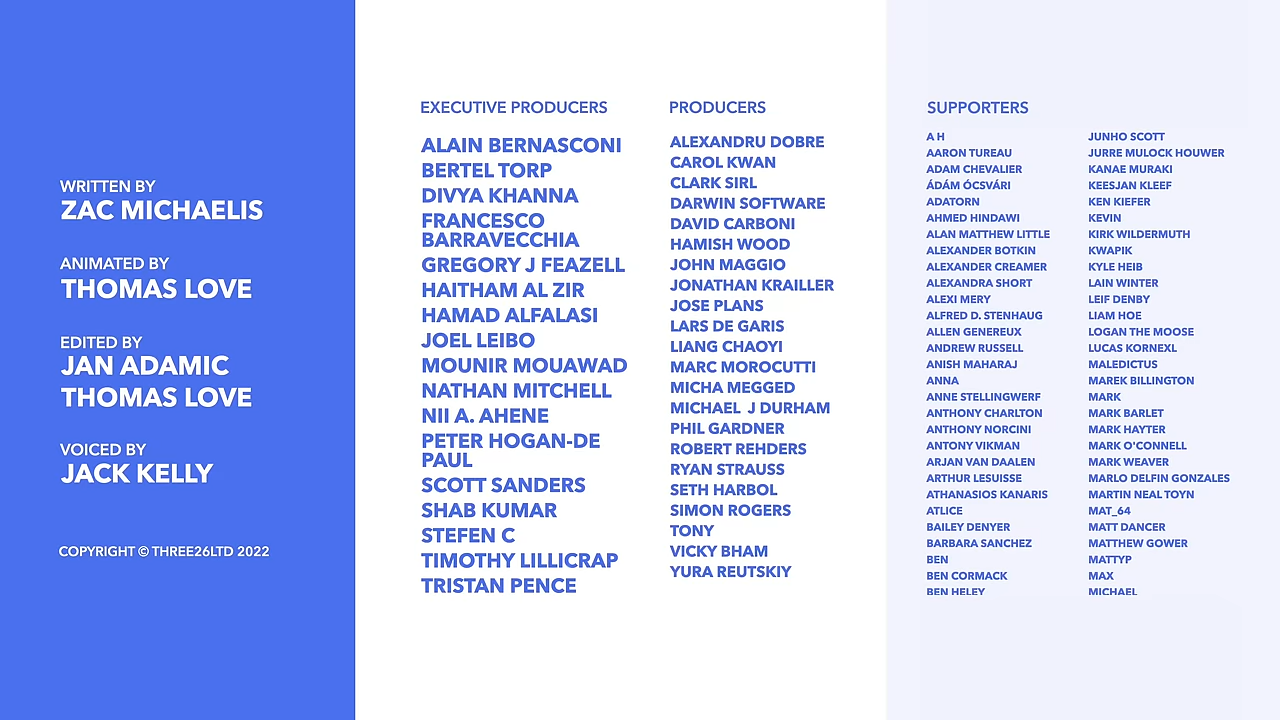 WRITTEN BY
ZAC MICHAELIS
ANIMATED BY
THOMAS LOVE
EDITED BY
JAN ADAMIC
THOMAS LOVE
VOICED BY
JACK KELLY
COPYRIGHT © THREE26LTD 2022
EXECUTIVE PRODUCERS
ALAIN BERNASCONI
BERTEL TORP
DIVYA KHANNA
FRANCESCO
BARRAVECCHIA
GREGORY J FEAZELL
HAITHAM AL ZIR
HAMAD ALFALASI
JOEL LEIBO
MOUNIR MOUAWAD
NATHAN MITCHELL
NII A. AHENE
PETER HOGAN-DE
PAUL
SCOTT SANDERS
SHAB KUMAR
STEFEN C
TIMOTHY LILLICRAP
TRISTAN PENCE
PRODUCERS
ALEXANDRU DOBRE
CAROL KWAN
CLARK SIRL
DARWIN SOFTWARE
DAVID CARBONI
HAMISH WOOD
JOHN MAGGIO
JONATHAN KRAILLER
JOSE PLANS
LARS DE GARIS
LIANG CHAOYI
MARC MOROCUTTI
MICHA MEGGED
MICHAEL  J DURHAM
PHIL GARDNER
ROBERT REHDERS
RYAN STRAUSS
SETH HARBOL
SIMON ROGERS
TONY
VICKY BHAM
YURA REUTSKIY
SUPPORTERS
A H
AARON TUREAU
ADAM CHEVALIER
ÁDÁM ÓCSVÁRI
ADATORN
AHMED HINDAWI
ALAN MATTHEW LITTLE
ALEXANDER BOTKIN
ALEXANDER CREAMER
ALEXANDRA SHORT
ALEXI MERY
ALFRED D. STENHAUG
ALLEN GENEREUX
ANDREW RUSSELL
ANISH MAHARAJ
ANNA
ANNE STELLINGWERF
ANTHONY CHARLTON
ANTHONY NORCINI
ANTONY VIKMAN
ARJAN VAN DAALEN
ARTHUR LESUISSE
ATHANASIOS KANARIS
ATLICE
BAILEY DENYER
BARBARA SANCHEZ
BEN
BEN CORMACK
BEN HELEY
JUNHO SCOTT
JURRE MULOCK HOUWER
KANAE MURAKI
KEESJAN KLEEF
KEN KIEFER
KEVIN
KIRK WILDERMUTH
KWAPIK
KYLE HEIB
LAIN WINTER
LEIF DENBY
LIAM HOE
LOGAN THE MOOSE
LUCAS KORNEXL
MALEDICTUS
MAREK BILLINGTON
MARK
MARK BARLET
MARK HAYTER
MARK O'CONNELL
MARK WEAVER
MARLO DELFIN GONZALES
MARTIN NEAL TOYN
MAT_64
MATT DANCER
MATTHEW GOWER
MATTYP
MAX
MICHAEL